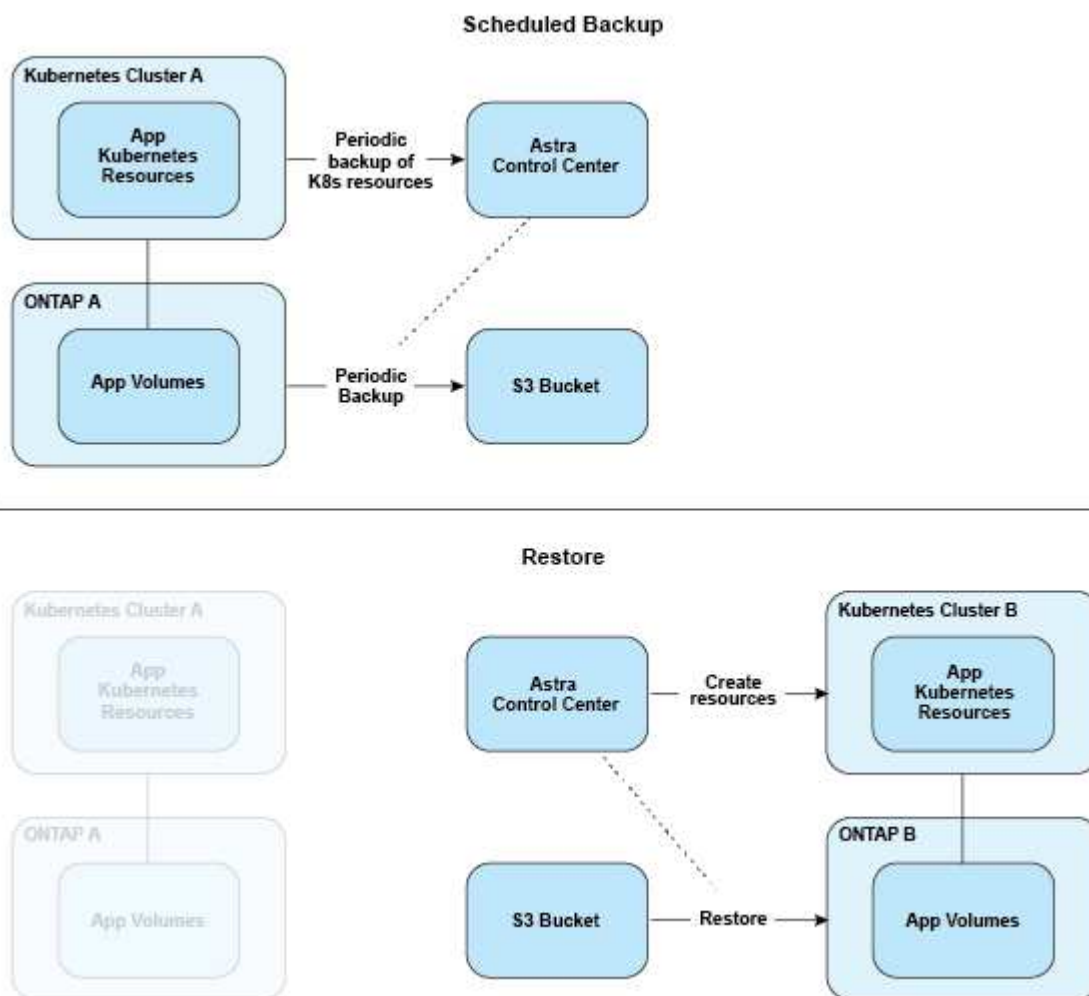 Scheduled Backup
Kubernetes Cluster A
App
Kubernetes
Resources
Periodic
backup of
K8s resources
Astra
Control Center
ONTAP A
App Volumes
Periodic
Backup
S3 Bucket
Restore
Kubernetes Cluster A
App
Kubernetes
Resources
Astra
Control Center
Create
resources
Kubernetes Cluster B
App
Kubernetes
Resources
ONTAP A
App Volumes
S3 Bucket
Restore
ONTAP B
App Volumes